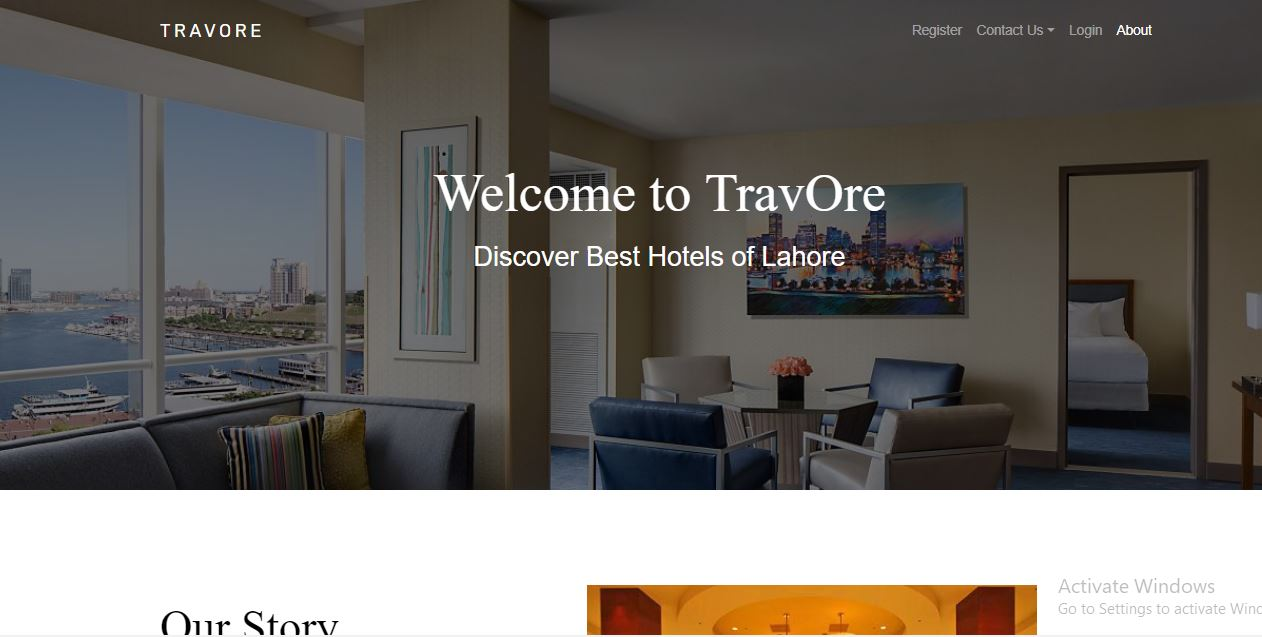 TRAVORE
Register Contact Us Login About
Welcome to TravOre
Discover Best Hotels of Lahore
Our Story
Activate Windows
Go to Settings to activate